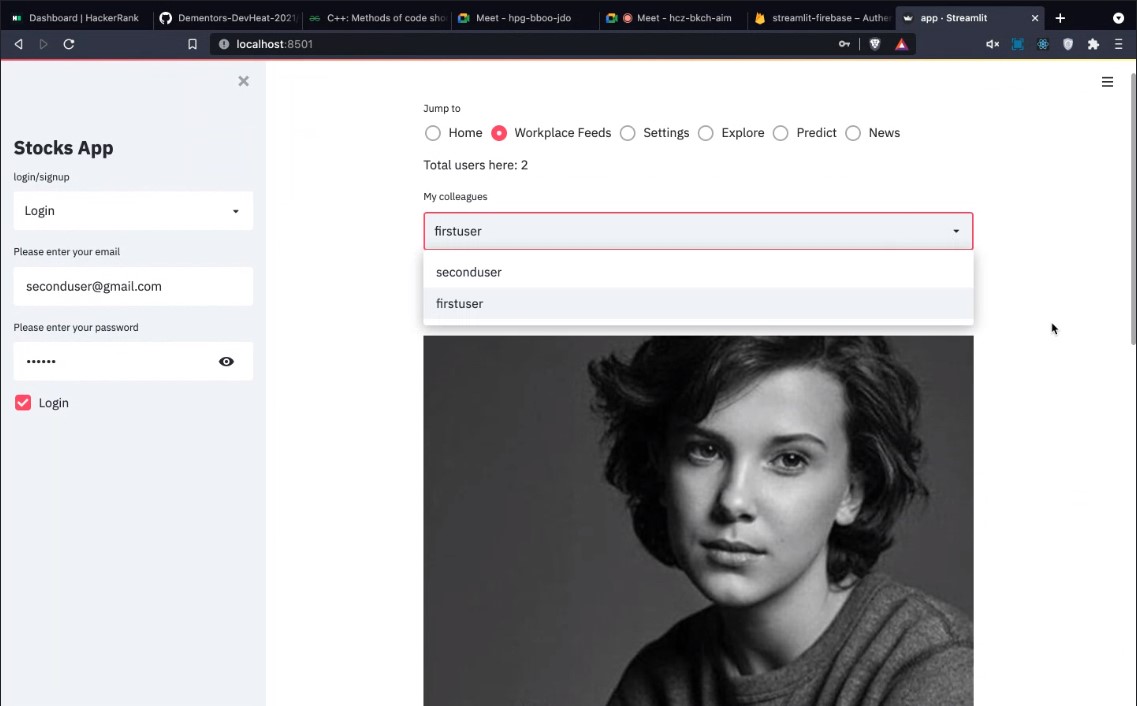 Dashboard | HackerRank
Dementors-DevHeat-2021/
C++: Methods of code sho
Meet - hpg-bboo-jdo
Meet - hcz-bkch-aim
streamlit-firebase – Auther
app · Streamlit
localhost:8501
Stocks App
login/signup
Login
Please enter your email
seconduser@gmail.com
Please enter your password
••••••
Login
Jump to
Home Workplace Feeds Settings Explore Predict News
Total users here: 2
My colleagues
firstuser
seconduser
firstuser